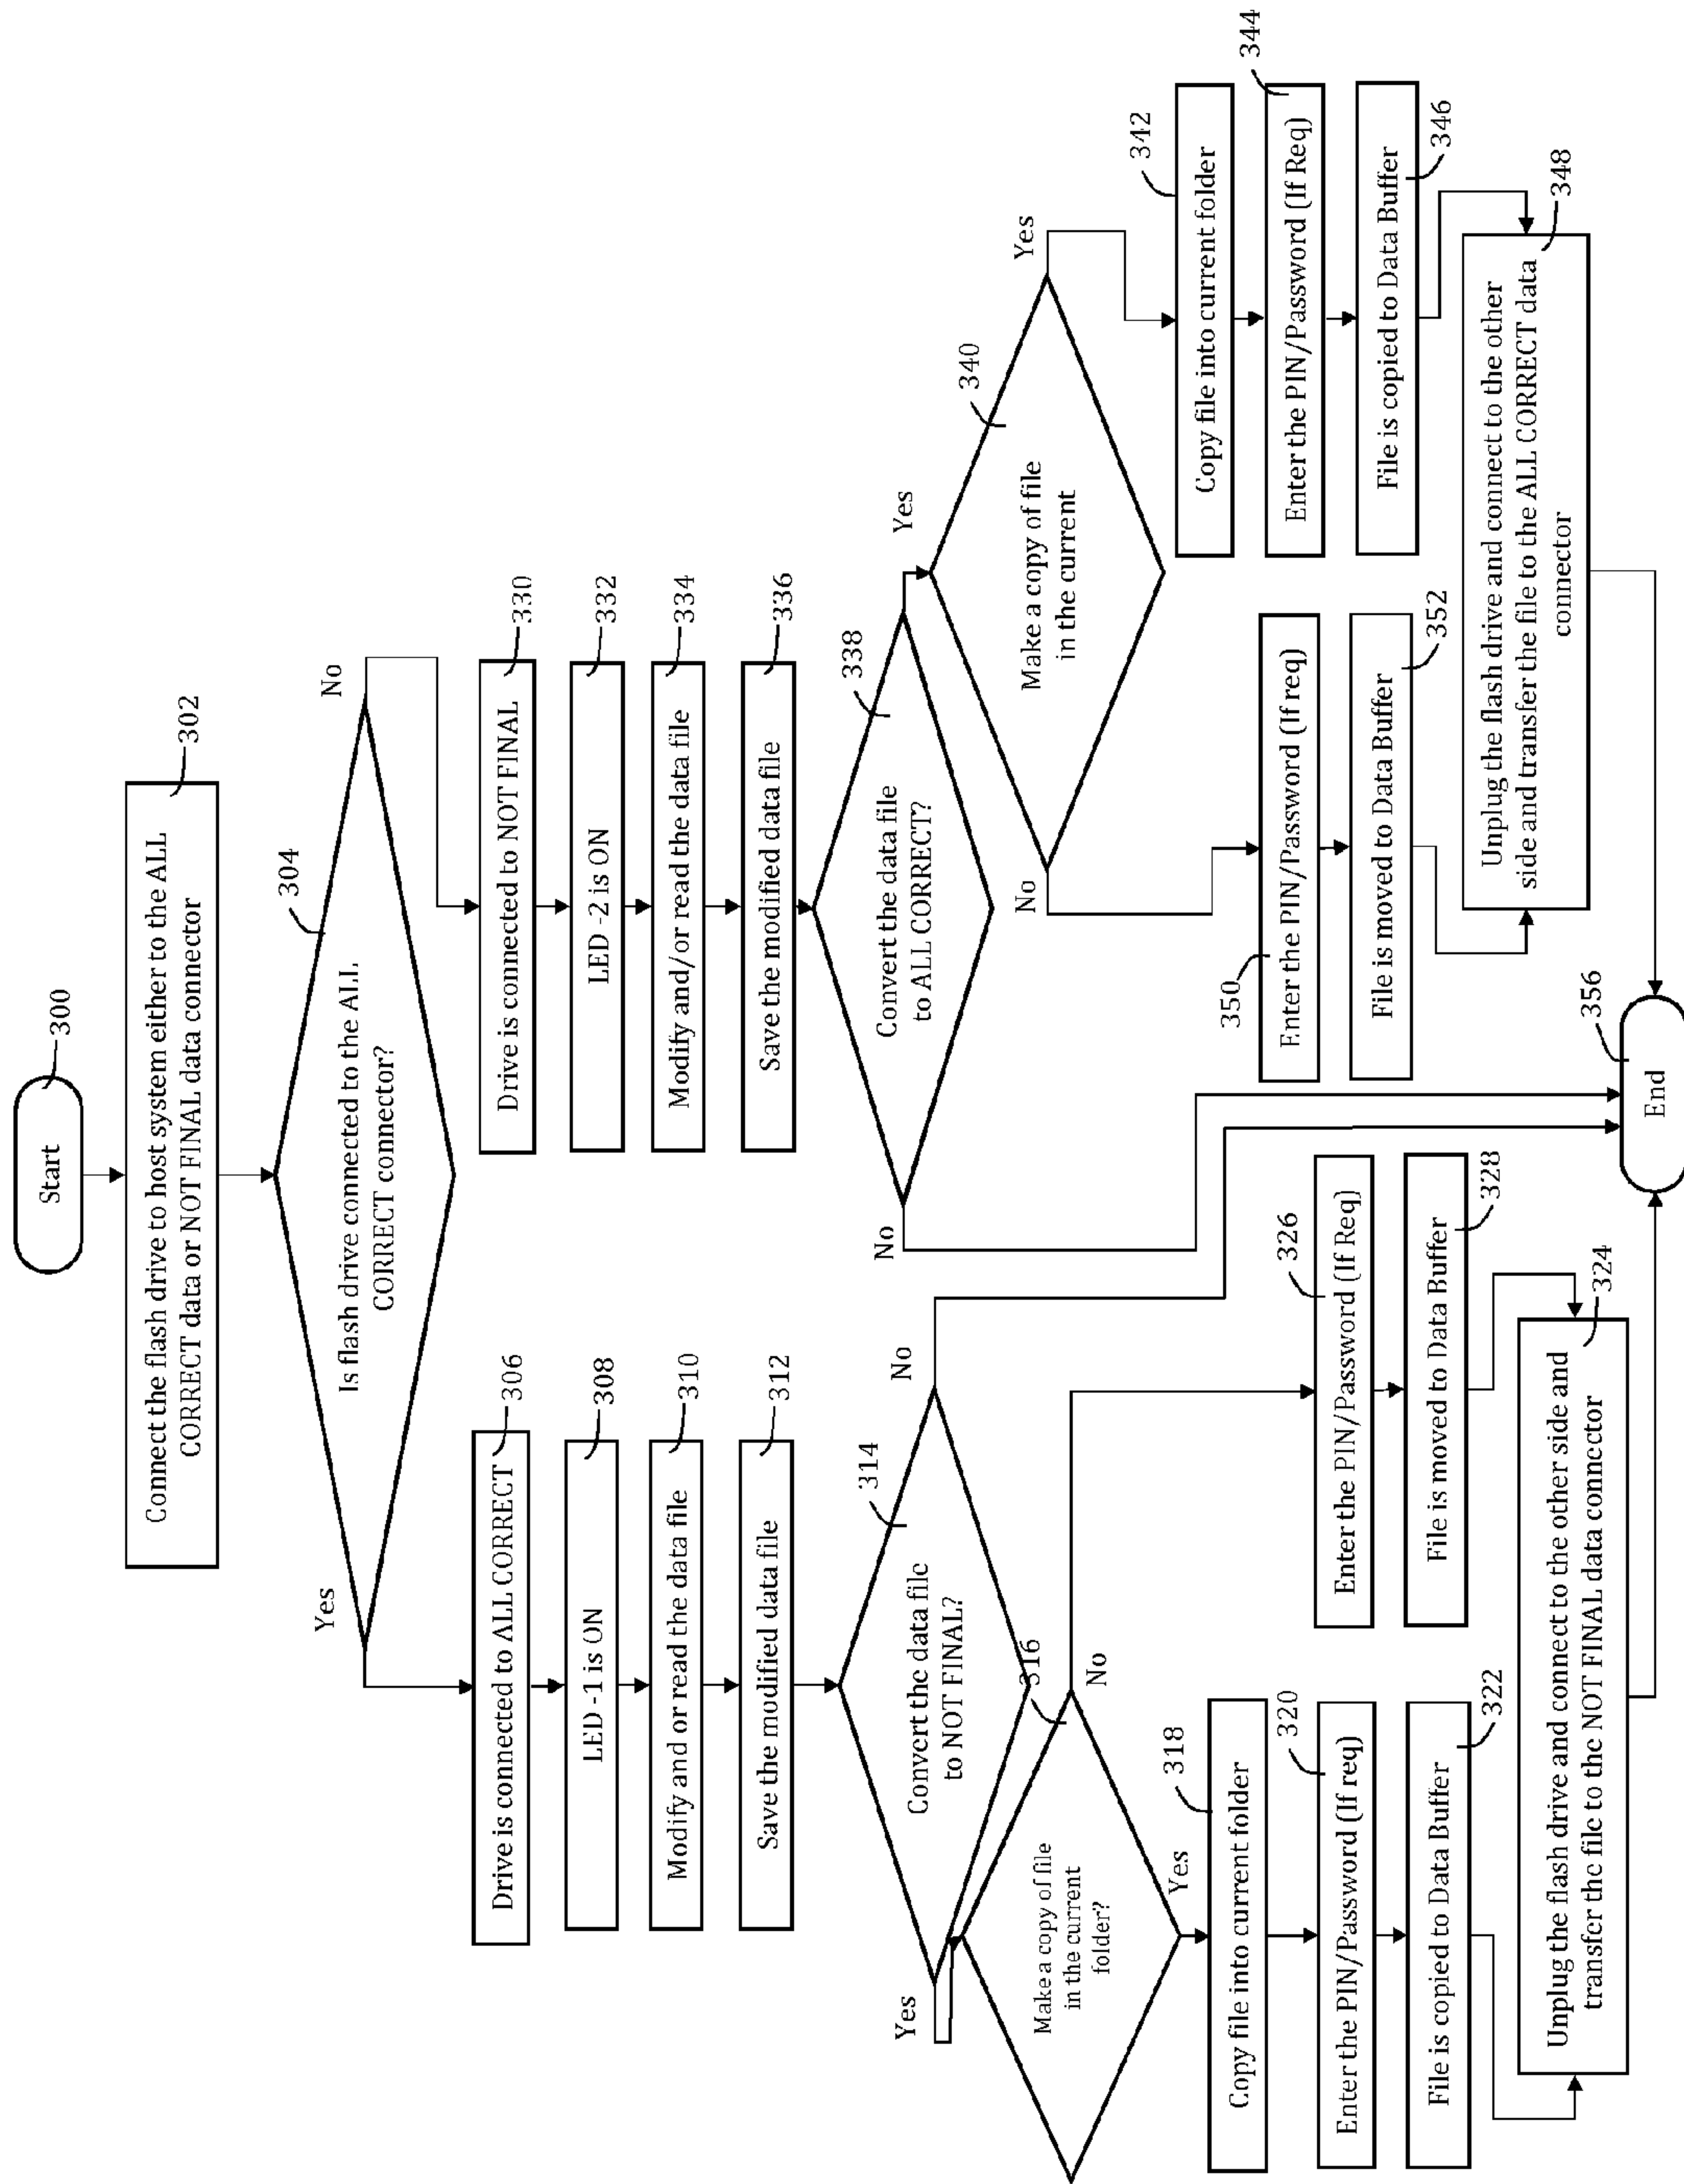 Start
300
Connect the flash drive to host system either to the ALL
CORRECT data or NOT FINAL data connector
302
Is flash drive connected to the ALL
CORRECT connector?
304
Yes
No
Drive is connected to ALL CORRECT
306
LED -1 is ON
308
Modify and or read the data file
310
Save the modified data file
312
Convert the data file
to NOT FINAL?
314
Yes
No
Make a copy of file
in the current
folder?
316
No
Yes
Copy file into current folder
318
Enter the PIN/Password (If req)
320
File is copied to Data Buffer
322
Enter the PIN/Password (If Req)
326
File is moved to Data Buffer
328
Unplug the flash drive and connect to the other side and
transfer the file to the NOT FINAL data connector
324
Drive is connected to NOT FINAL
330
LED -2 is ON
332
Modify and/or read the data file
334
Save the modified data file
336
Convert the data file
to ALL CORRECT?
338
No
Yes
Make a copy of file
in the current
340
No
Yes
Copy file into current folder
342
Enter the PIN/Password (If Req)
344
File is copied to Data Buffer
346
Enter the PIN/Password (If req)
350
File is moved to Data Buffer
352
Unplug the flash drive and connect to the other
side and transfer the file to the ALL CORRECT data
connector
348
End
356